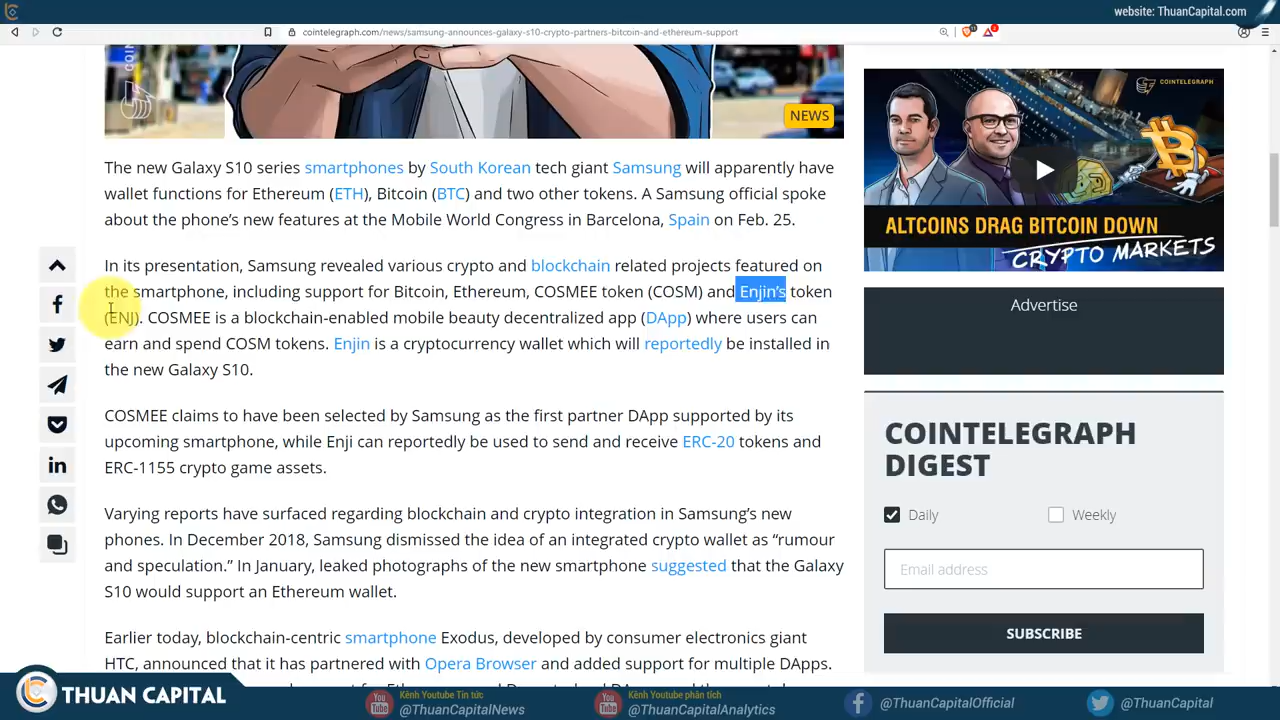 website: ThuanCapital.com
cointelegraph.com/news/samsung-announces-galaxy-s10-crypto-partners-bitcoin-and-ethereum-support
NEWS
The new Galaxy S10 series smartphones by South Korean tech giant Samsung will apparently have
wallet functions for Ethereum (ETH), Bitcoin (BTC) and two other tokens. A Samsung official spoke
about the phone’s new features at the Mobile World Congress in Barcelona, Spain on Feb. 25.
In its presentation, Samsung revealed various crypto and blockchain related projects featured on
the smartphone, including support for Bitcoin, Ethereum, COSMEE token (COSM) and Enjin’s token
(ENJ). COSMEE is a blockchain-enabed mobile beauty decentralized app (DApp) where users can
earn and spend COSM tokens. Enjin is a cryptocurrency wallet which will reportedly be installed in
the new Galaxy S10.
COSMEE claims to have been selected by Samsung as the first partner DApp supported by its
upcoming smartphone, while Enji can reportedly be used to send and receive ERC-20 tokens and
ERC-1155 crypto game assets.
Varying reports have surfaced regarding blockchain and crypto integration in Samsung’s new
phones. In December 2018, Samsung dismissed the idea of an integrated crypto wallet as “rumour
and speculation.” In January, leaked photographs of the new smartphone suggested that the Galaxy
S10 would support an Ethereum wallet.
Earlier today, blockchain-centric smartphone Exodus, developed by consumer electronics giant
HTC, announced that it has partnered with Opera Browser and added support for multiple DApps.
COINTELEGRAPH
ALTCOINS DRAG BITCOIN DOWN
CRYPTO MARKETS
Advertise
COINTELEGRAPH
DIGEST
Daily
Weekly
Email address
SUBSCRIBE
THUAN CAPITAL
Kênh Youtube Tin tức
@ThuanCapitalNews
Kênh Youtube phân tích
@ThuanCapitalAnalytics
@ThuanCapitalOfficial
@ThuanCapital